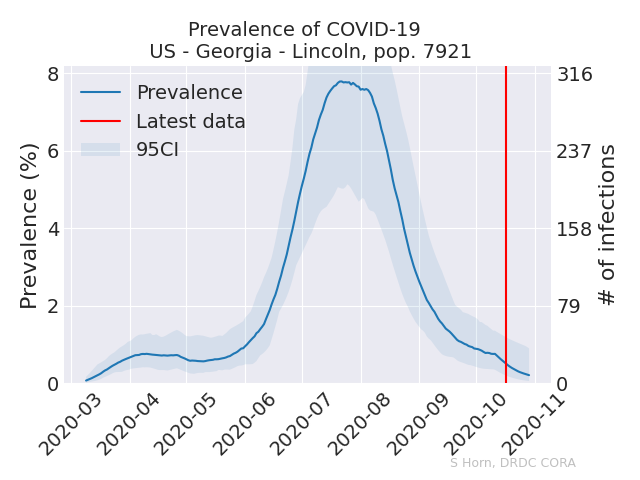 Prevalence of COVID-19
US - Georgia - Lincoln, pop. 7921
Prevalence (%)
8
6
4
2
0
Prevalence
Latest data
95CI
316
237
158
79
0
# of infections
2020-03
2020-04
2020-05
2020-06
2020-07
2020-08
2020-09
2020-10
2020-11
S Horn, DRDC CORA